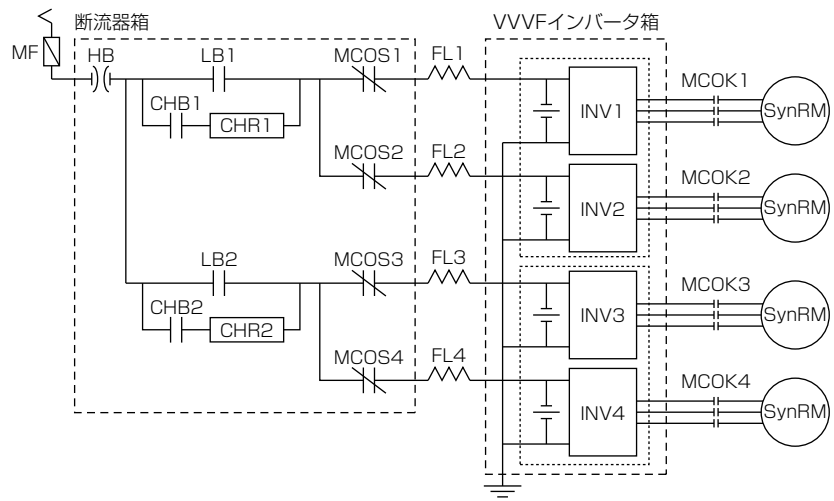 断流器箱
VVVFインバータ箱
MF
HB
LB1
MCOS1
FL1
MCOK1
CHB1
CHR1
INV1
SynRM
MCOS2
FL2
MCOK2
INV2
SynRM
LB2
MCOS3
FL3
MCOK3
CHB2
CHR2
INV3
SynRM
MCOS4
FL4
MCOK4
INV4
SynRM